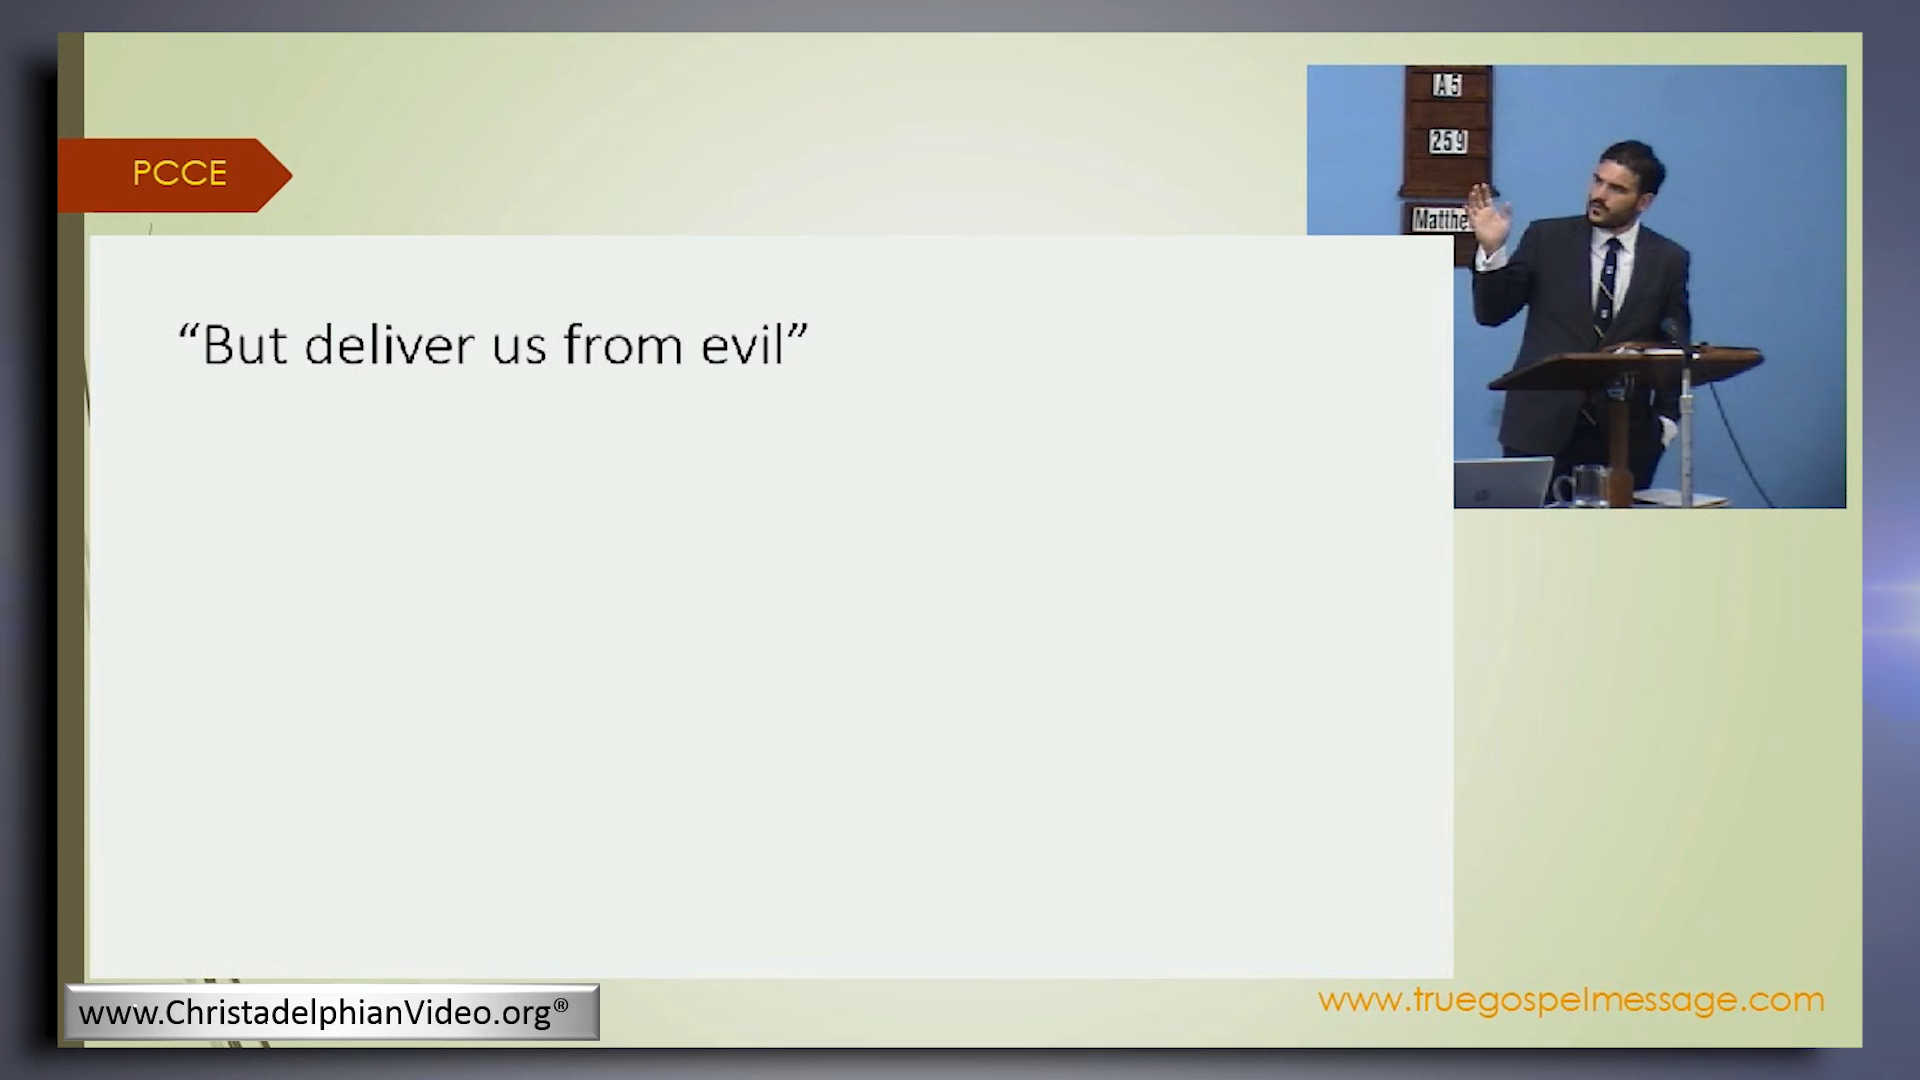 PCCE
A5
259
Matthe
“But deliver us from evil”
www.ChristadelphianVideo.org®
www.truegospelmessage.com